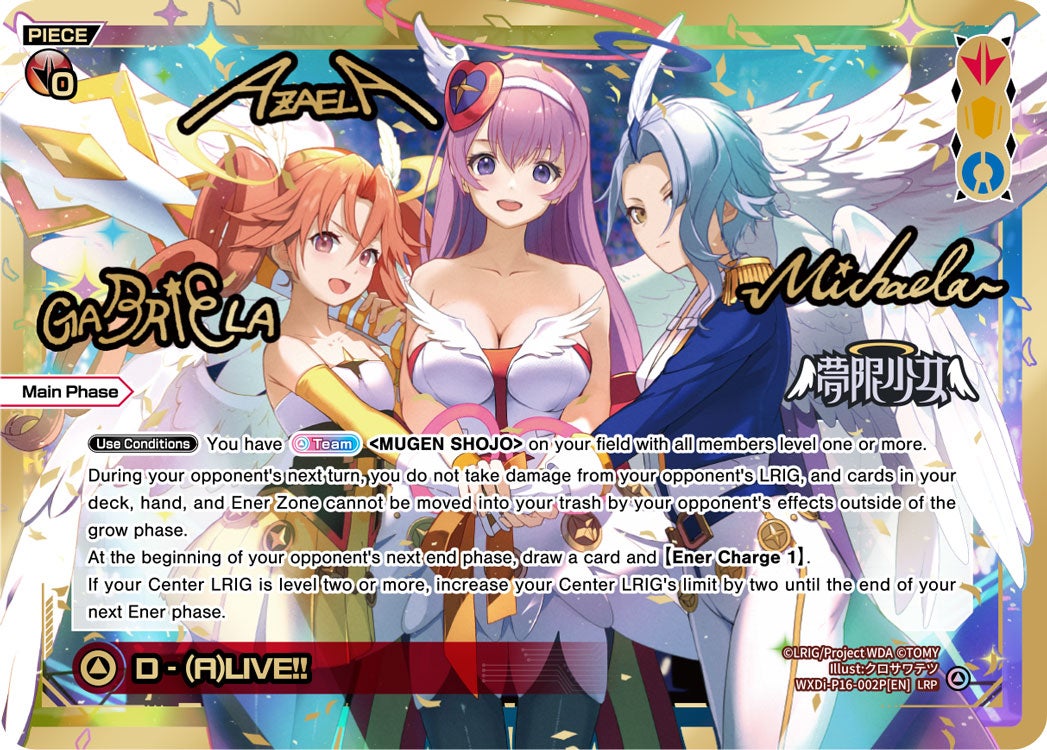 PIECE
0
AZAELA
GABRIELA
Michaela
夢限少女
Main Phase
Use Conditions You have Team <MUGEN SHOJO> on your field with all members level one or more.
During your opponent's next turn, you do not take damage from your opponent's LRIG, and cards in your
deck, hand, and Ener Zone cannot be moved into your trash by your opponent's effects outside of the
grow phase.
At the beginning of your opponent's next end phase, draw a card and 【Ener Charge 1】.
If your Center LRIG is level two or more, increase your Center LRIG's limit by two until the end of your
next Ener phase.
D - (A)LIVE!!
©LRIG/Project WDA ©TOMY
Illust:クロサワテツ
WXDi-P16-002P[EN] LRP